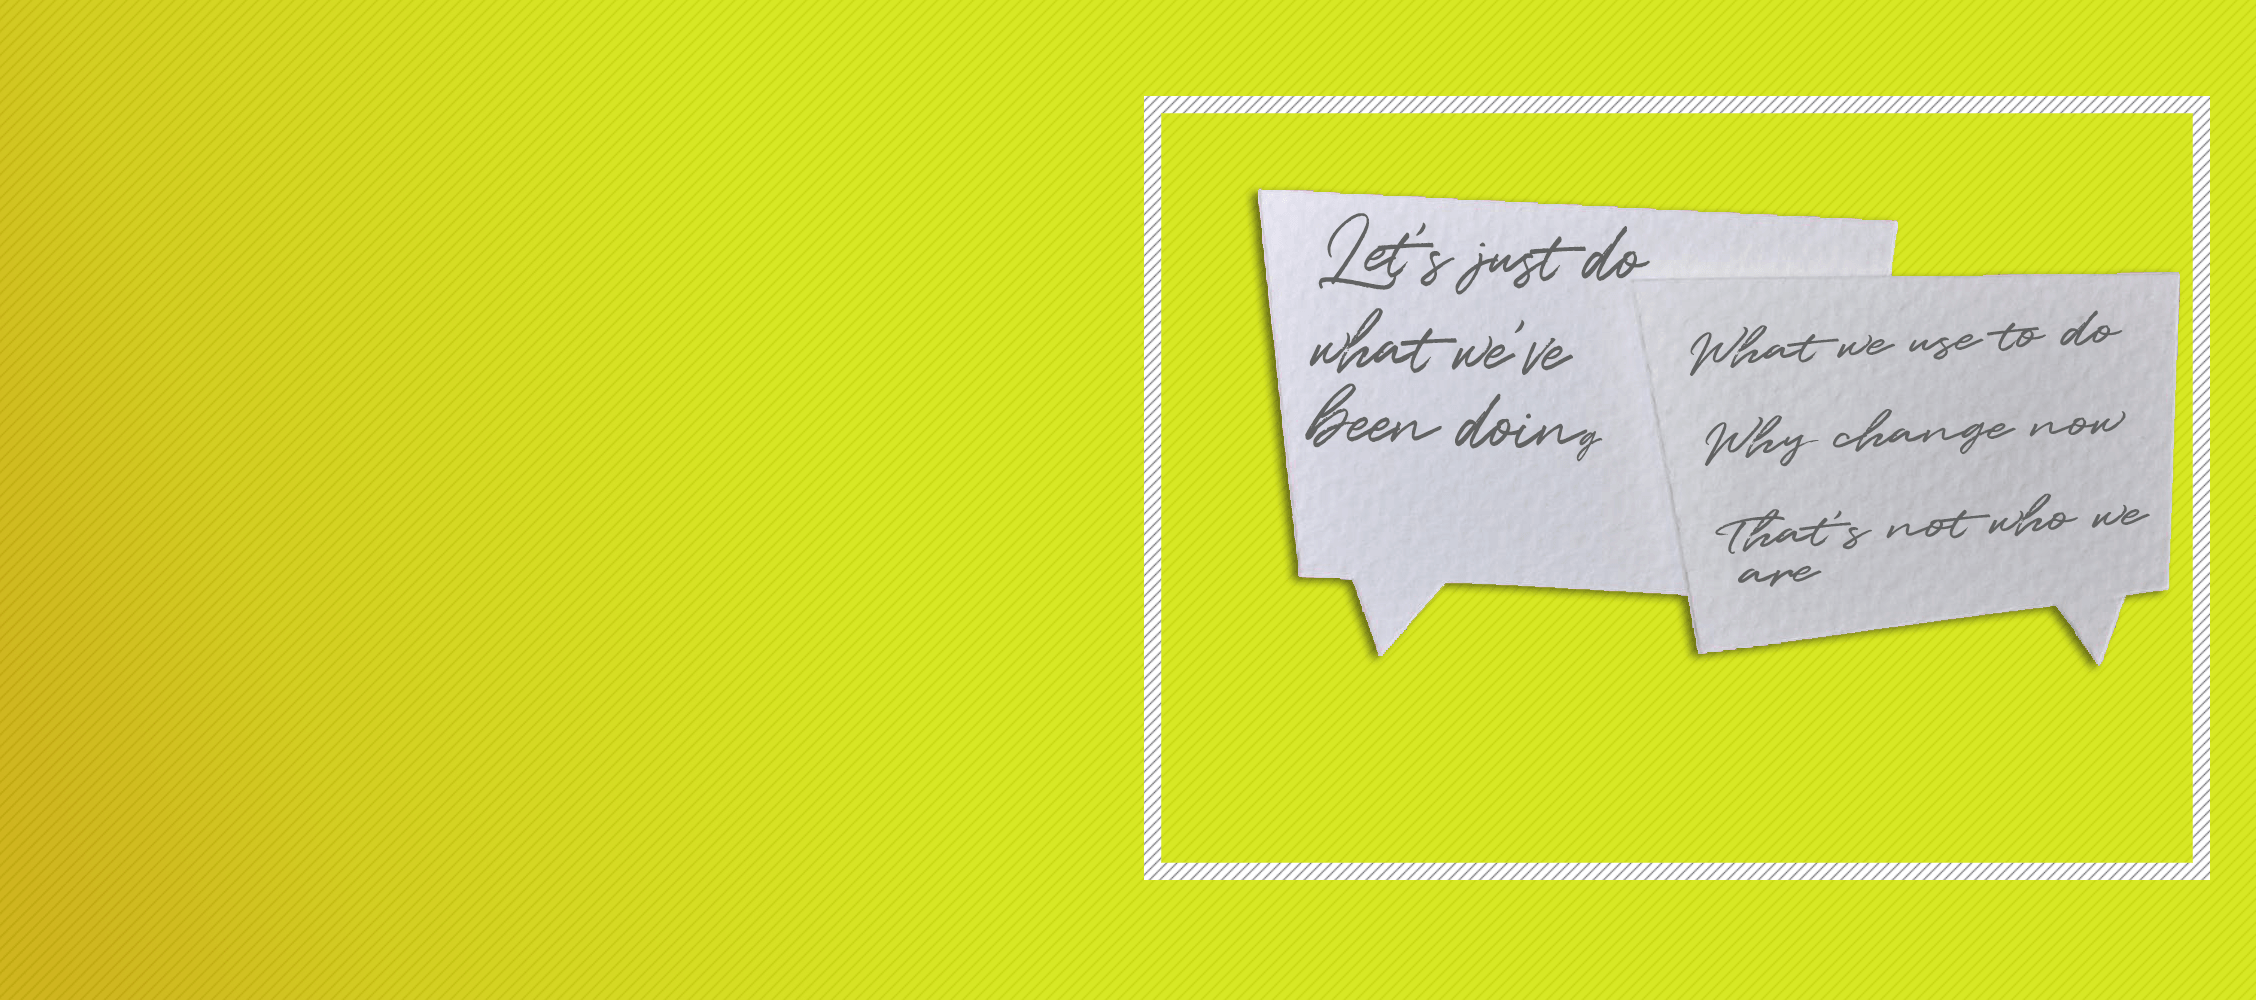 Let's just do
what we've
been doing
What we use to do
Why change now
That's not who we
are